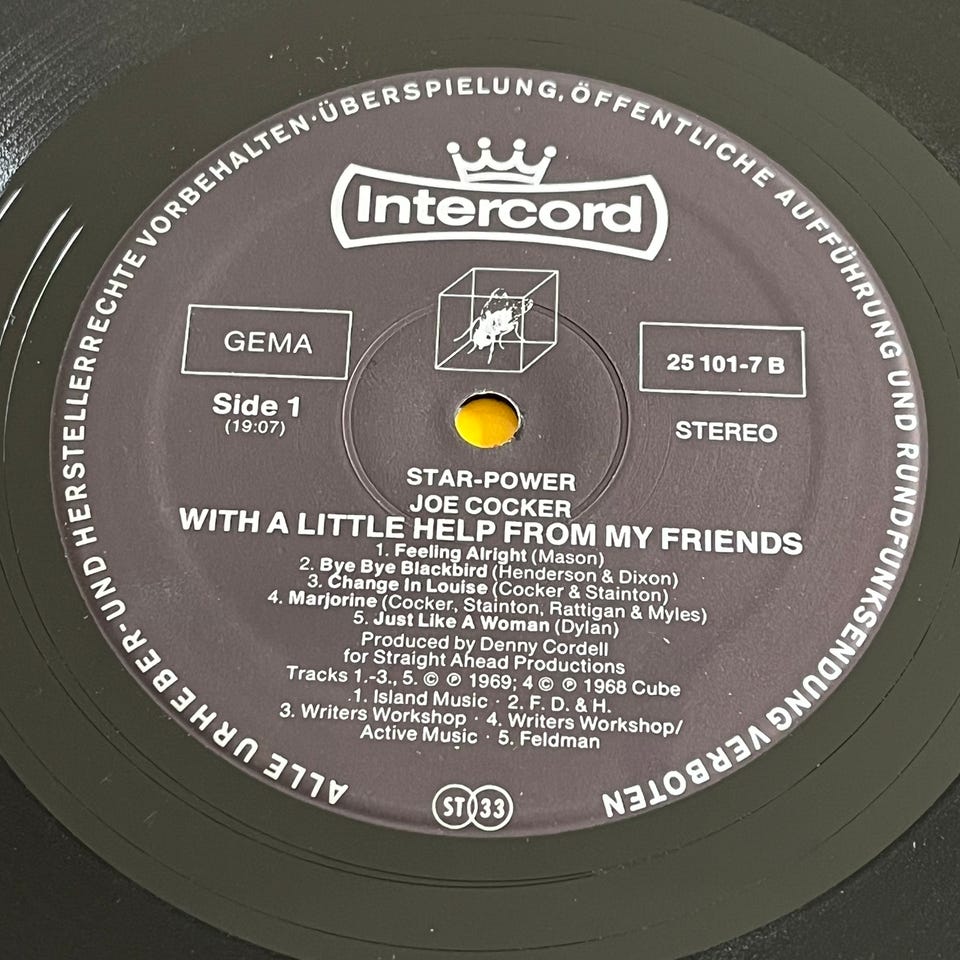 ALLE URHEBER- UND HERSTELLERRECHTE VORBEHALTEN · ÜBERSPIELUNG, ÖFFENTLICHE AUFFÜHRUNG UND RUNDFUNKSENDUNG VERBOTEN
Intercord
GEMA
25 101-7 B
Side 1
(19:07)
STEREO
STAR-POWER
JOE COCKER
WITH A LITTLE HELP FROM MY FRIENDS
1. Feeling Alright (Mason)
2. Bye Bye Blackbird (Henderson & Dixon)
3. Change In Louise (Cocker & Stainton)
4. Marjorine (Cocker, Stainton, Rattigan & Myles)
5. Just Like A Woman (Dylan)
Produced by Denny Cordell
for Straight Ahead Productions
Tracks 1.-3., 5. © ℗ 1969; 4 © ℗ 1968 Cube
1. Island Music · 2. F. D. & H.
3. Writers Workshop · 4. Writers Workshop/
Active Music · 5. Feldman
ST 33